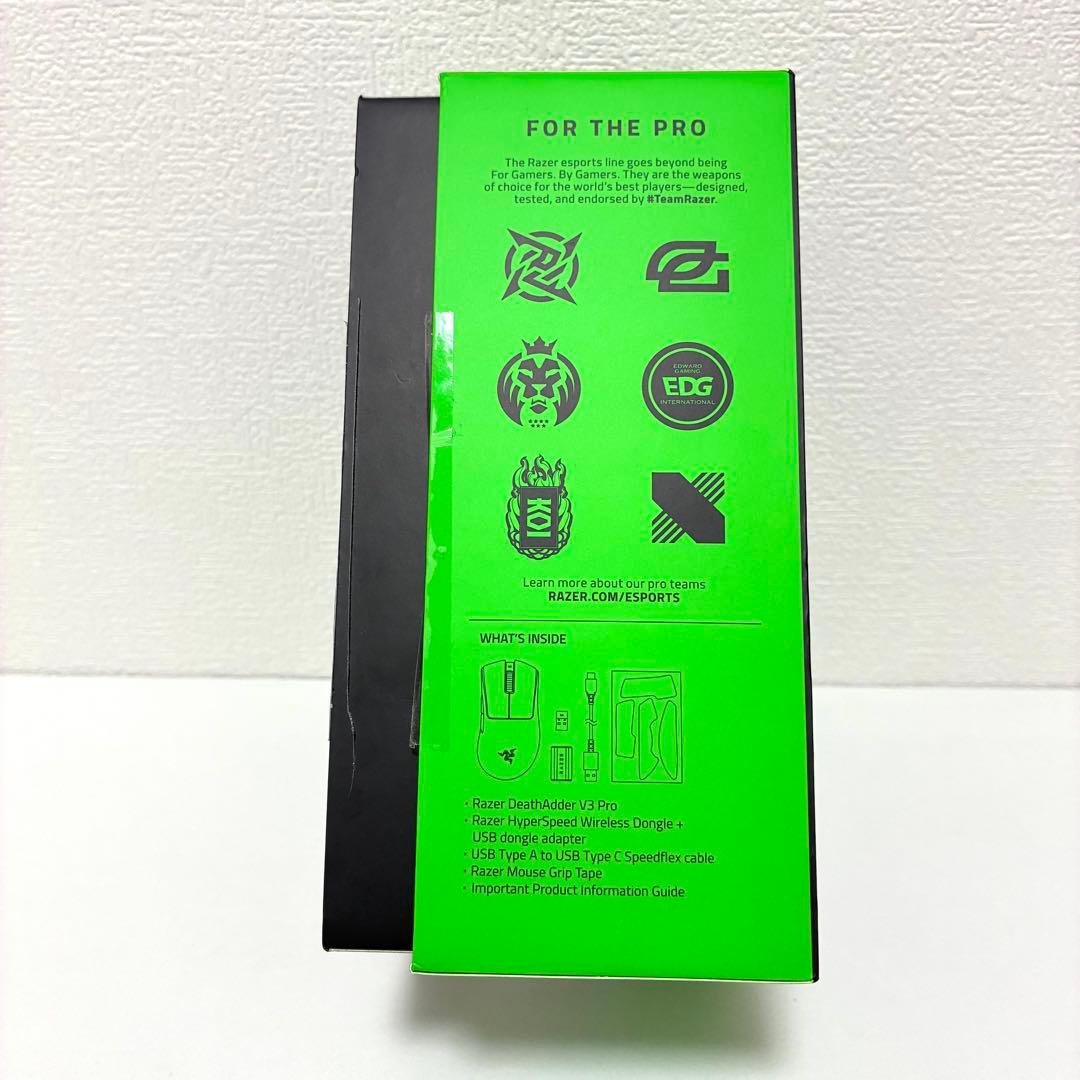 FOR THE PRO
The Razer esports line goes beyond being
For Gamers. By Gamers. They are the weapons
of choice for the world's best players—designed,
tested, and endorsed by #TeamRazer.
EDWARD
GAMING
EDG
INTERNATIONAL
KOI
Learn more about our pro teams
RAZER.COM/ESPORTS
WHAT'S INSIDE
RAZER
· Razer DeathAdder V3 Pro
· Razer HyperSpeed Wireless Dongle +
USB dongle adapter
· USB Type A to USB Type C Speedflex cable
· Razer Mouse Grip Tape
· Important Product Information Guide